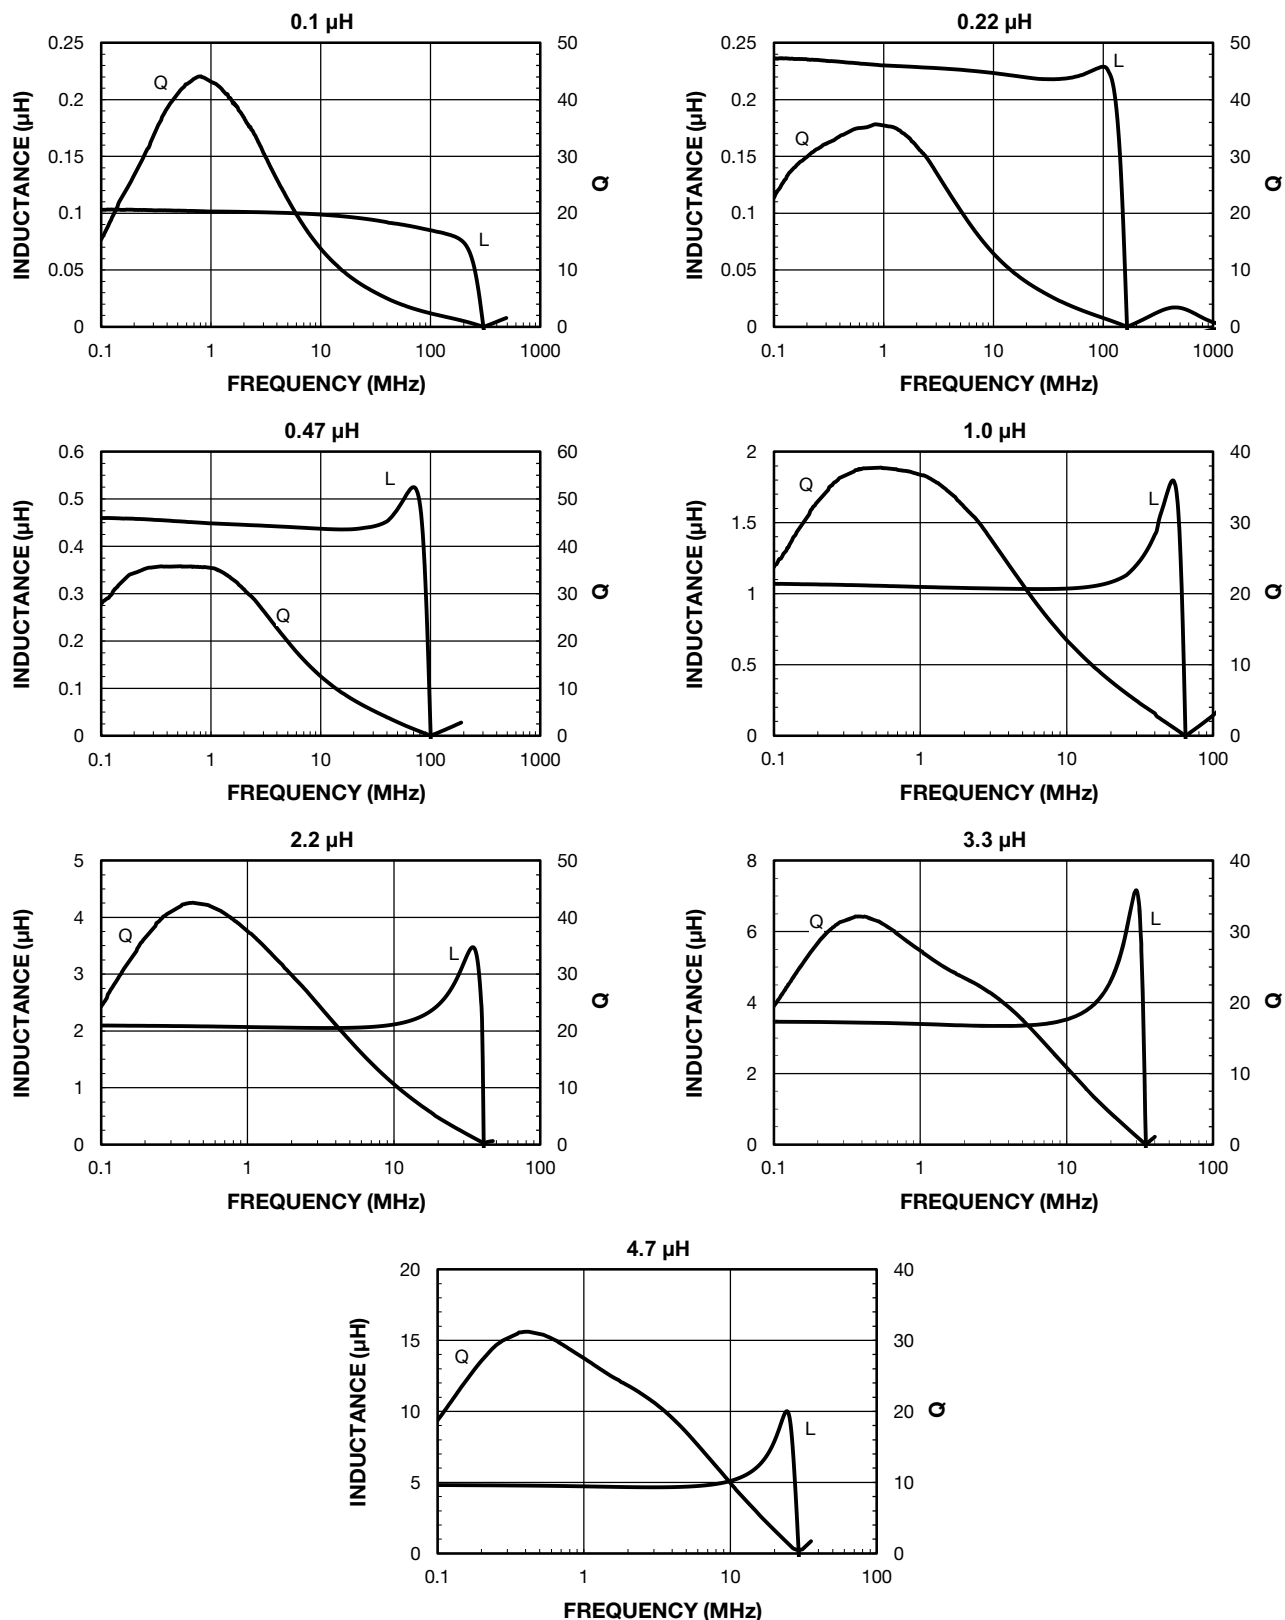 0.1 µH
0.25
0.2
0.15
0.1
0.05
0
50
40
30
20
10
0
0.1 1 10 100 1000
INDUCTANCE (µH)
Q
Q
L
FREQUENCY (MHz)
0.22 µH
0.25
0.2
0.15
0.1
0.05
0
50
40
30
20
10
0
0.1 1 10 100 1000
INDUCTANCE (µH)
Q
L
Q
FREQUENCY (MHz)
0.47 µH
0.6
0.5
0.4
0.3
0.2
0.1
0
60
50
40
30
20
10
0
0.1 1 10 100 1000
INDUCTANCE (µH)
Q
L
Q
FREQUENCY (MHz)
1.0 µH
2
1.5
1
0.5
0
40
30
20
10
0
0.1 1 10 100
INDUCTANCE (µH)
Q
Q
L
FREQUENCY (MHz)
2.2 µH
5
4
3
2
1
0
50
40
30
20
10
0
0.1 1 10 100
INDUCTANCE (µH)
Q
Q
L
FREQUENCY (MHz)
3.3 µH
8
6
4
2
0
40
30
20
10
0
0.1 1 10 100
INDUCTANCE (µH)
Q
Q
L
FREQUENCY (MHz)
4.7 µH
20
15
10
5
0
40
30
20
10
0
0.1 1 10 100
INDUCTANCE (µH)
Q
Q
L
FREQUENCY (MHz)